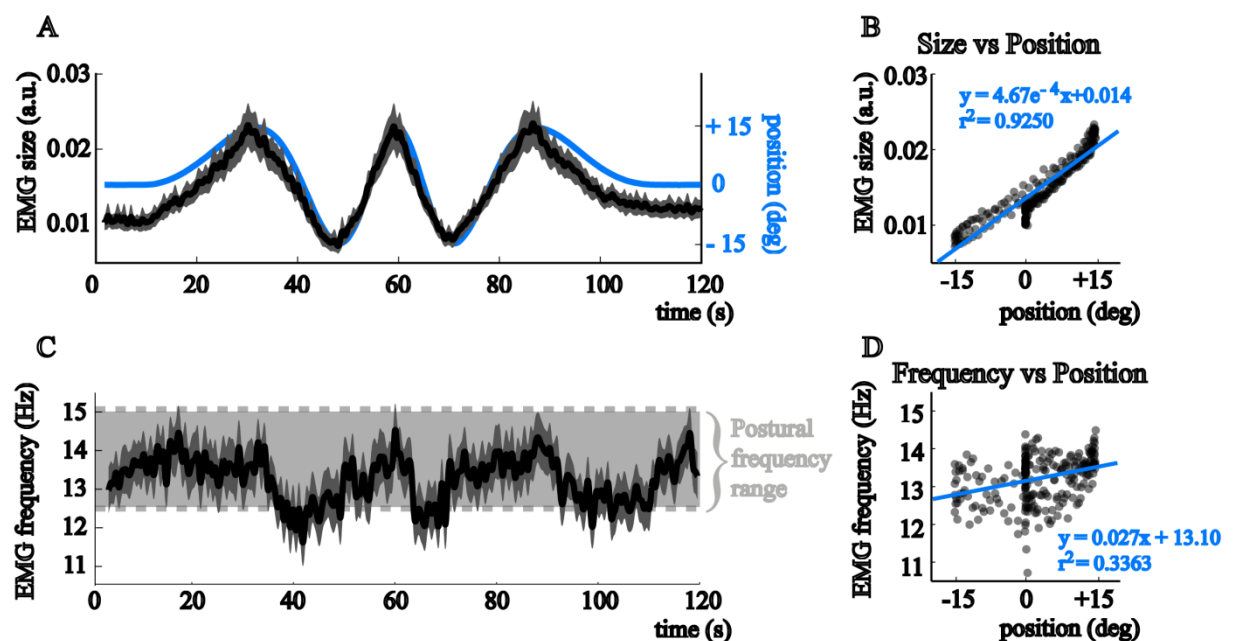 A
EMG size (a.u.)
0.03
0.02
0.01
+15
0
-15
position (deg)
0 20 40 60 80 100 120
time (s)
B
Size vs Position
EMG size (a.u.)
0.03
0.02
0.01
y = 4.67e⁻⁴x+0.014
r²= 0.9250
-15 0 +15
position (deg)
C
EMG frequency (Hz)
15
14
13
12
11
Postural
frequency
range
0 20 40 60 80 100 120
time (s)
D
Frequency vs Position
EMG frequency (Hz)
15
14
13
12
11
y = 0.027x + 13.10
r²= 0.3363
-15 0 +15
position (deg)